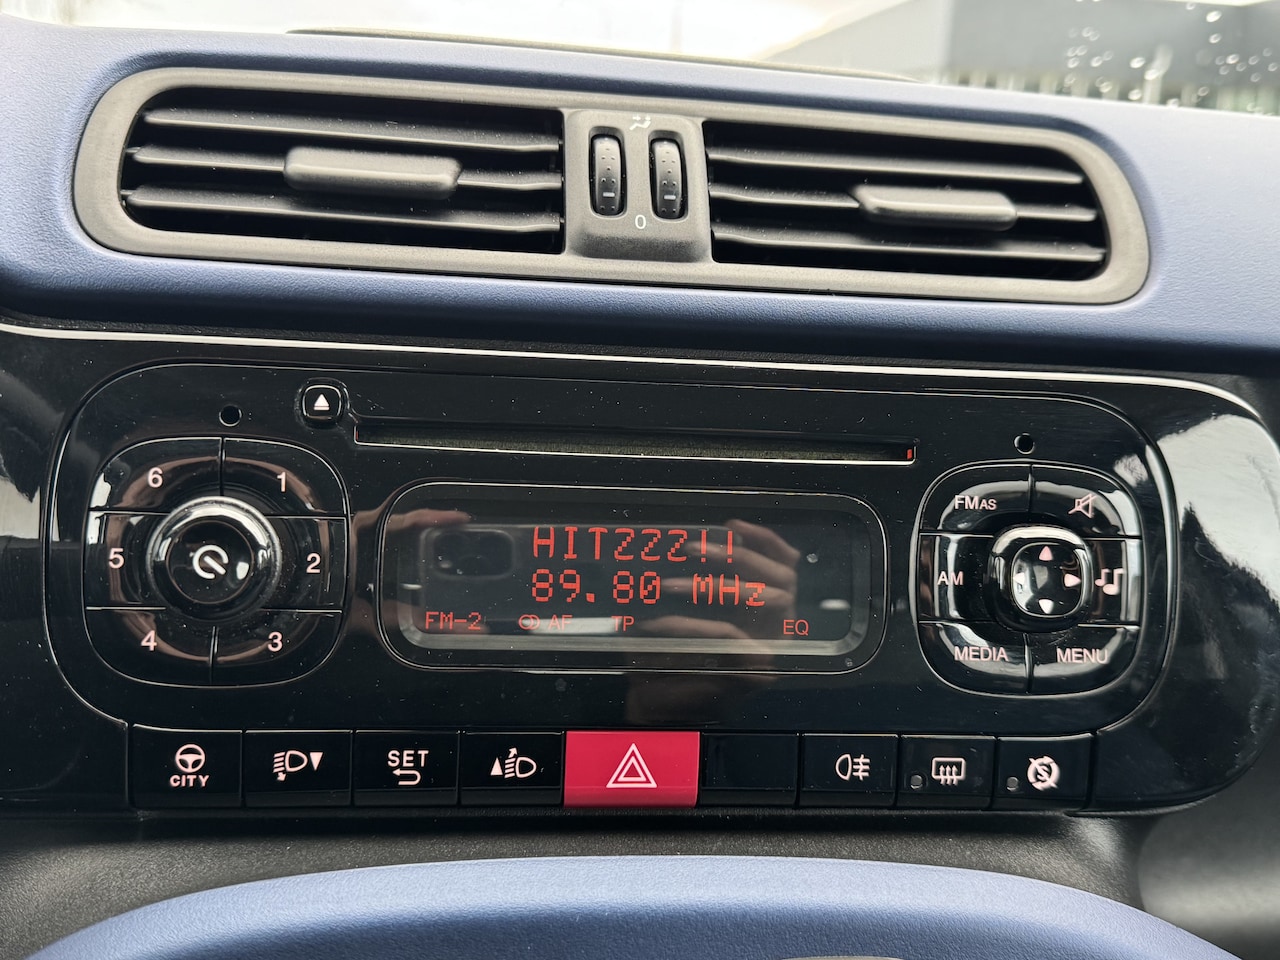 0
6
1
5
2
4
3
HITZZZ!!
89.80 MHz
FM-2 AF TP EQ
FMAS
AM
MEDIA
MENU
CITY
SET